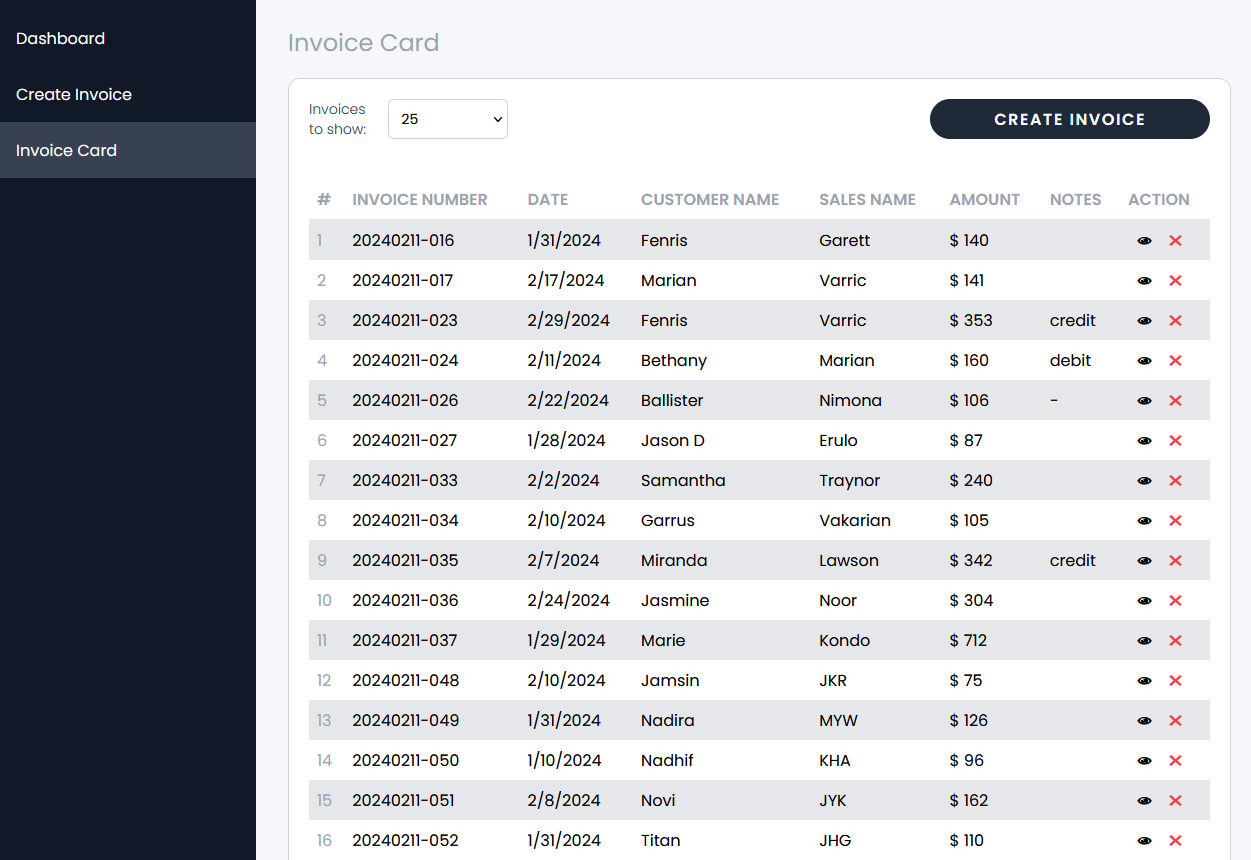 Dashboard
Create Invoice
Invoice Card
Invoice Card
Invoices
to show:
25
CREATE INVOICE
# INVOICE NUMBER DATE CUSTOMER NAME SALES NAME AMOUNT NOTES ACTION
1 20240211-016 1/31/2024 Fenris Garett $ 140
2 20240211-017 2/17/2024 Marian Varric $ 141
3 20240211-023 2/29/2024 Fenris Varric $ 353 credit
4 20240211-024 2/11/2024 Bethany Marian $ 160 debit
5 20240211-026 2/22/2024 Ballister Nimona $ 106 -
6 20240211-027 1/28/2024 Jason D Erulo $ 87
7 20240211-033 2/2/2024 Samantha Traynor $ 240
8 20240211-034 2/10/2024 Garrus Vakarian $ 105
9 20240211-035 2/7/2024 Miranda Lawson $ 342 credit
10 20240211-036 2/24/2024 Jasmine Noor $ 304
11 20240211-037 1/29/2024 Marie Kondo $ 712
12 20240211-048 2/10/2024 Jamsin JKR $ 75
13 20240211-049 1/31/2024 Nadira MYW $ 126
14 20240211-050 1/10/2024 Nadhif KHA $ 96
15 20240211-051 2/8/2024 Novi JYK $ 162
16 20240211-052 1/31/2024 Titan JHG $ 110